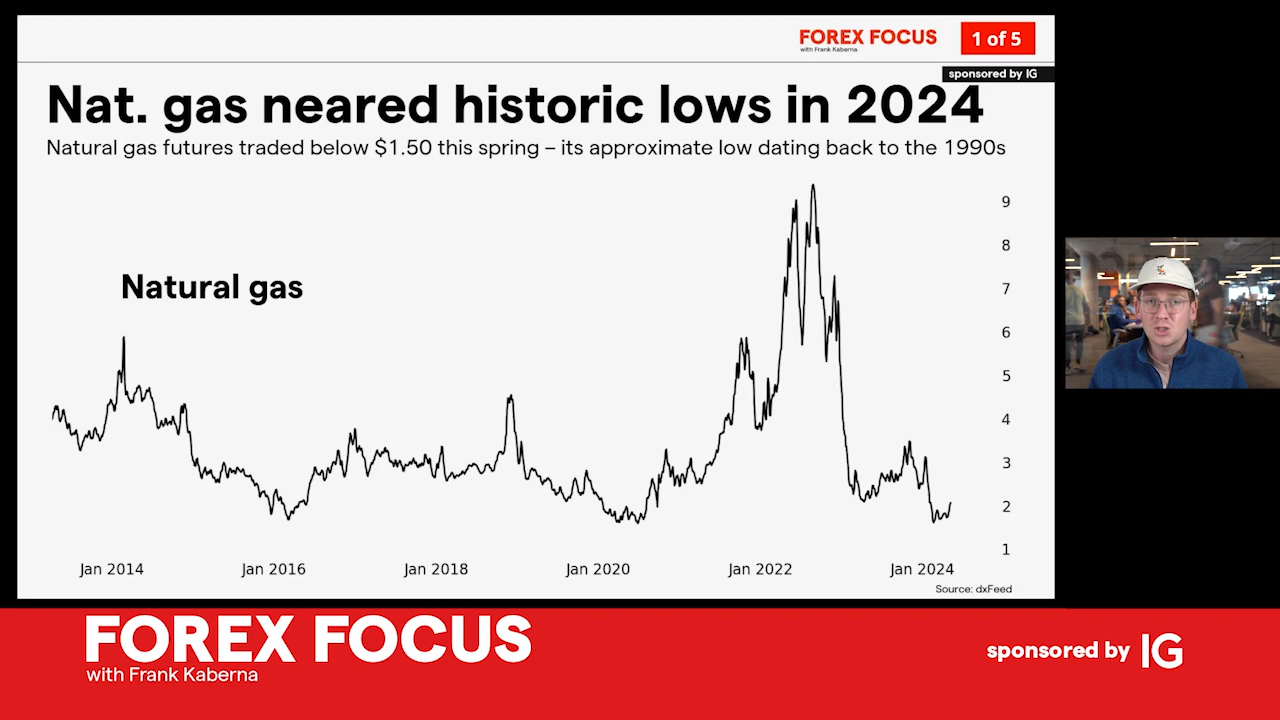 FOREX FOCUS
with Frank Kaberna
1 of 5
sponsored by IG
Nat. gas neared historic lows in 2024
Natural gas futures traded below $1.50 this spring – its approximate low dating back to the 1990s
Natural gas
9
8
7
6
5
4
3
2
1
Jan 2014
Jan 2016
Jan 2018
Jan 2020
Jan 2022
Jan 2024
Source: dxFeed
FOREX FOCUS
with Frank Kaberna
sponsored by IG